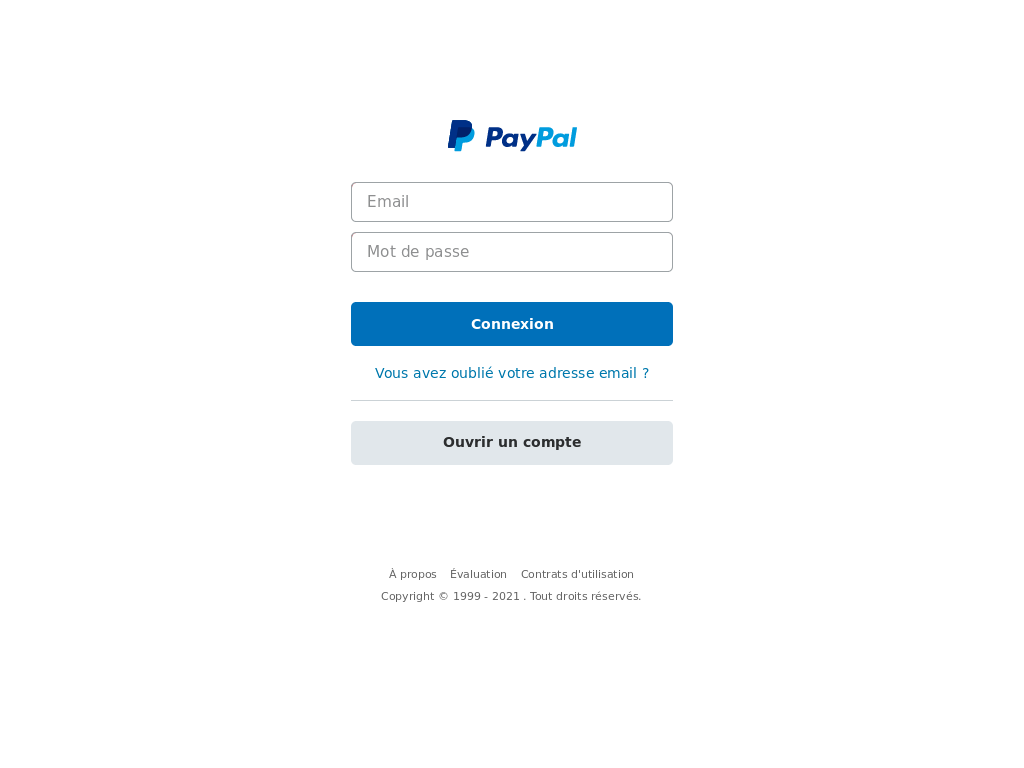 PayPal
Email
Mot de passe
Connexion
Vous avez oublié votre adresse email ?
Ouvrir un compte
À propos Évaluation Contrats d'utilisation
Copyright © 1999 - 2021 . Tout droits réservés.